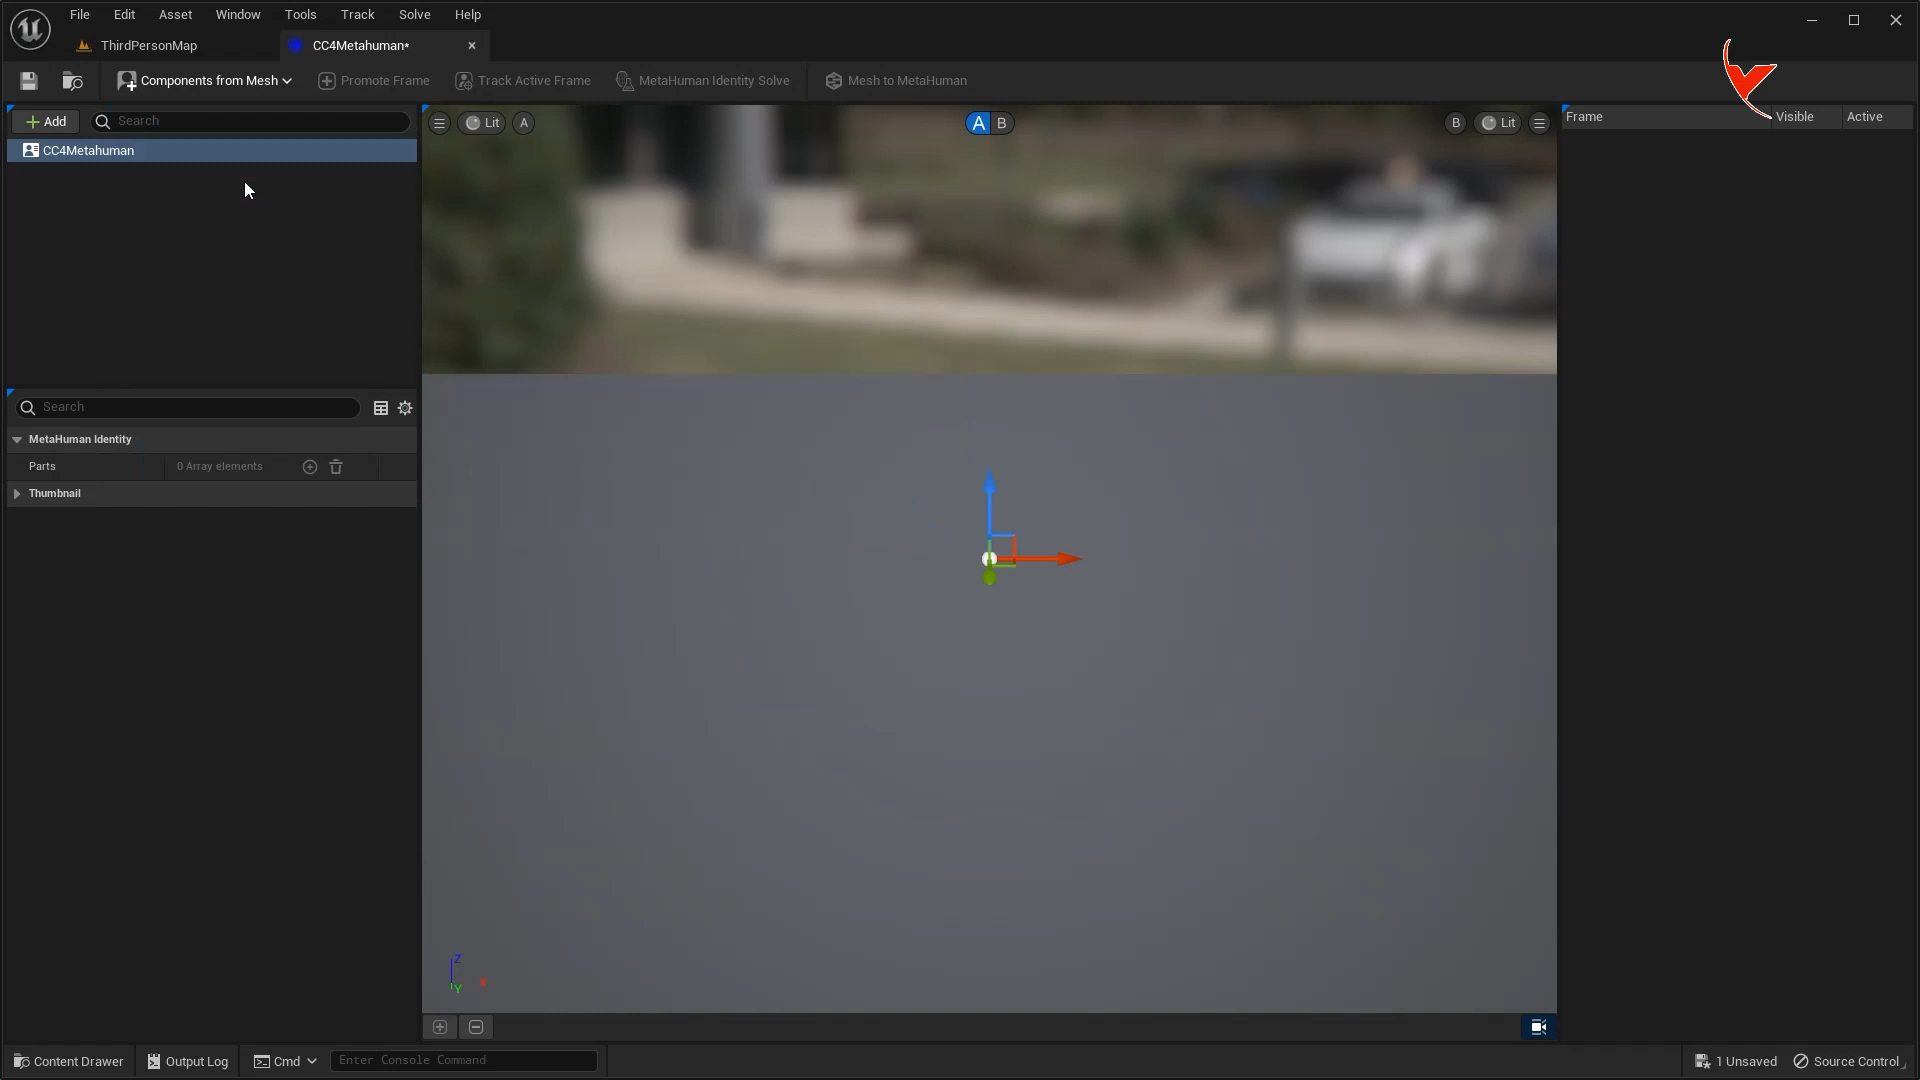 File Edit Asset Window Tools Track Solve Help
ThirdPersonMap CC4Metahuman*
Components from Mesh Promote Frame Track Active Frame MetaHuman Identity Solve Mesh to MetaHuman
Add Search
Lit A A B B Lit
Frame Visible Active
CC4Metahuman
Search
MetaHuman Identity
Parts 0 Array elements
Thumbnail
Z
Y
Content Drawer Output Log Cmd Enter Console Command 1 Unsaved Source Control